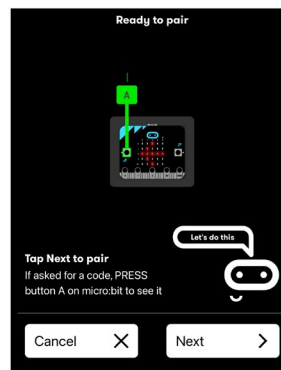 Ready to pair
A
Let's do this
Tap Next to pair
If asked for a code, PRESS
button A on micro:bit to see it
Cancel
Next